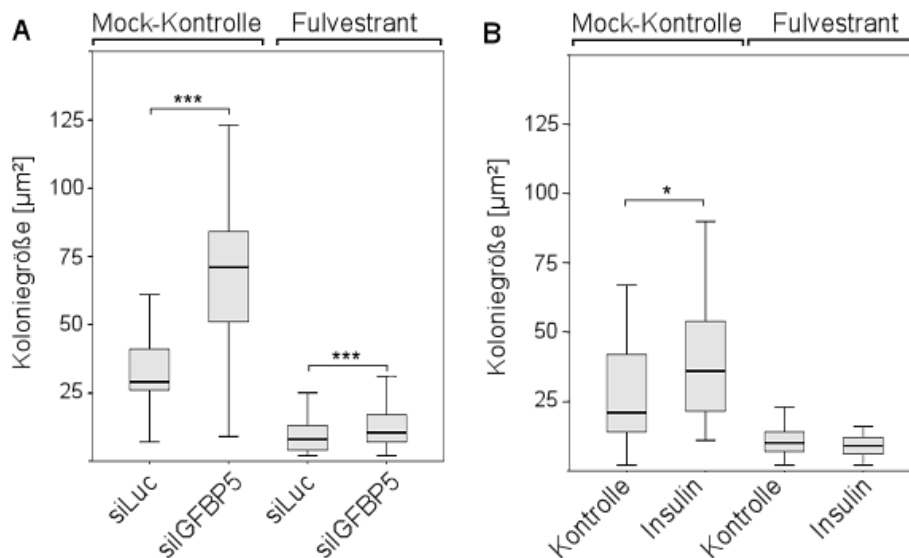 A
Mock-Kontrolle Fulvestrant
Koloniegröße [µm²]
125
100
75
50
25
***
***
siLuc
siIGFBP5
siLuc
siIGFBP5
B
Mock-Kontrolle Fulvestrant
Koloniegröße [µm²]
125
100
75
50
25
*
Kontrolle
Insulin
Kontrolle
Insulin